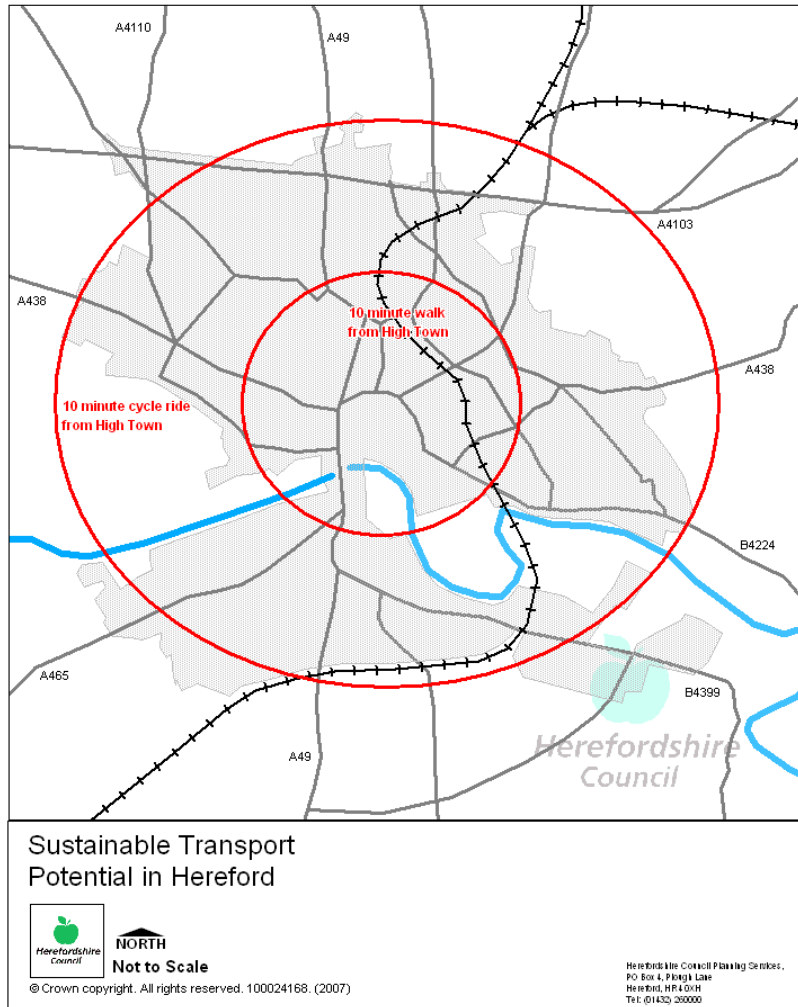 A4110
A49
A4103
A438
10 minute walk
from High Town
A438
10 minute cycle ride
from High Town
B4224
A465
B4399
Herefordshire
Council
A49
Sustainable Transport
Potential in Hereford
Herefordshire
Council
NORTH
Not to Scale
© Crown copyright. All rights reserved. 100024168. (2007)
Herefordshire Council Planning Services,
PO Box 4, Plough Lane
Hereford, HR4 0XH
Tel: (01432) 260000